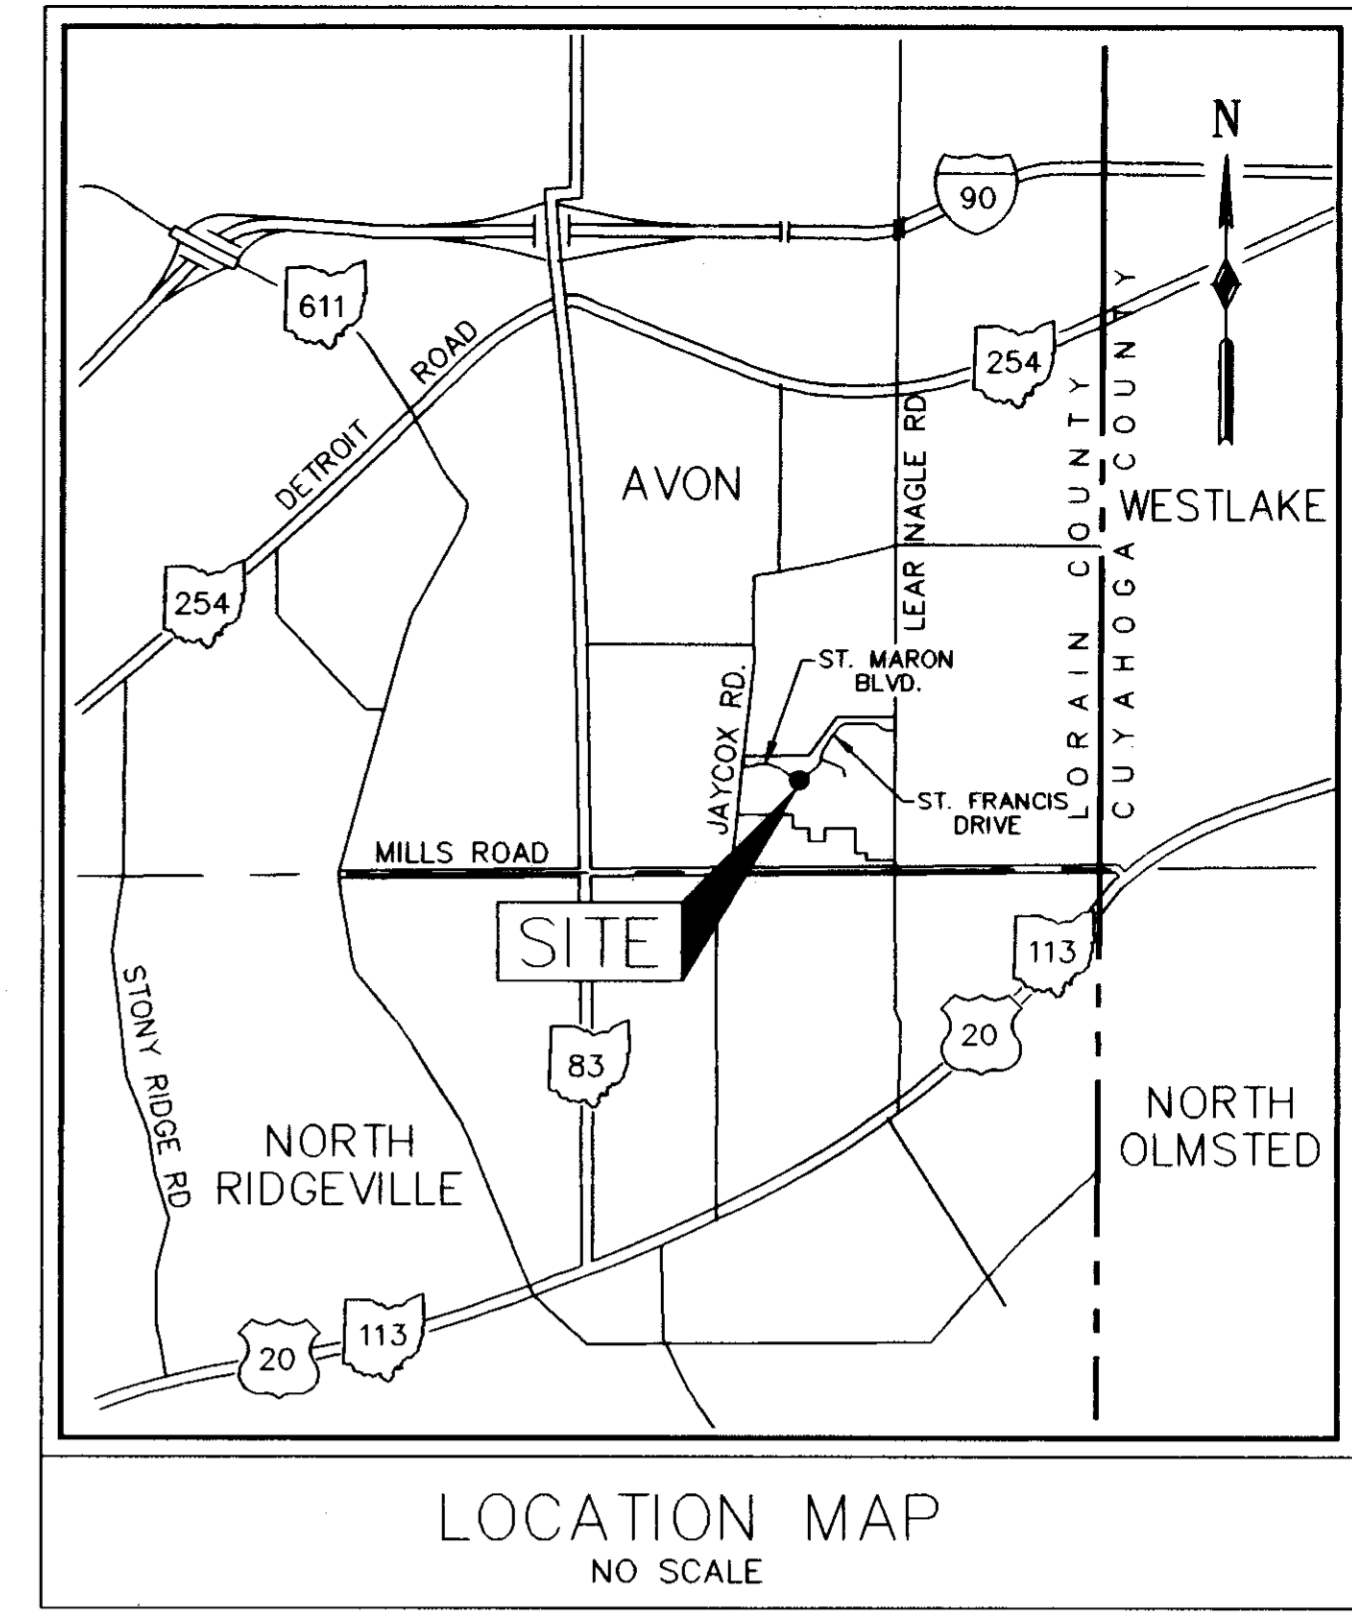 N
90
611
254
DETROIT ROAD
AVON
LEAR NAGLE RD
LORAIN COUNTY
CUYAHOGA COUNTY
WESTLAKE
254
ST. MARON
BLVD.
JAYCOX RD.
ST. FRANCIS
DRIVE
MILLS ROAD
SITE
113
20
83
STONY RIDGE RD
NORTH
RIDGEVILLE
NORTH
OLMSTED
113
20
LOCATION MAP
NO SCALE